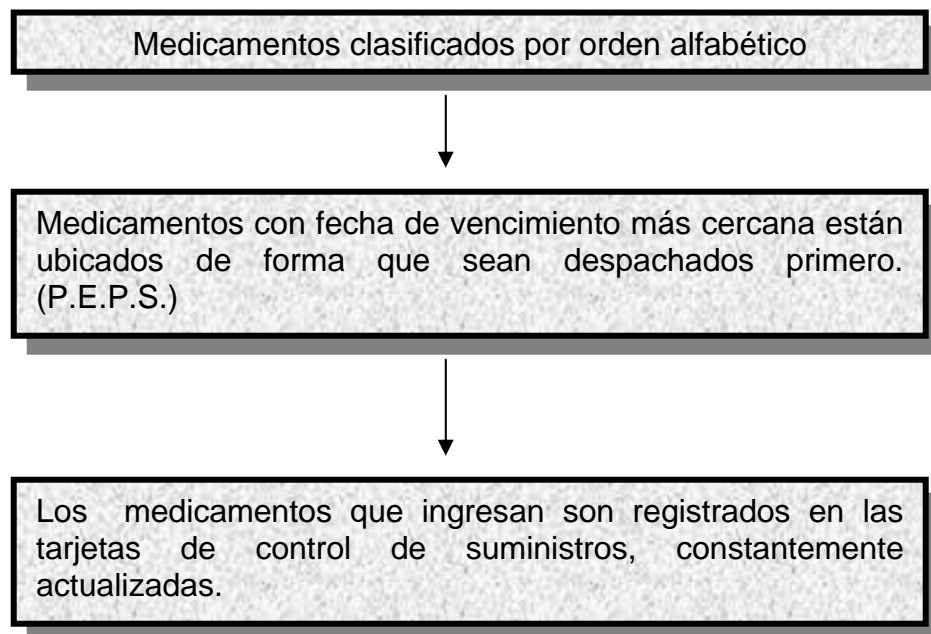 Medicamentos clasificados por orden alfabético
Medicamentos con fecha de vencimiento más cercana están
ubicados de forma que sean despachados primero.
(P.E.P.S.)
Los medicamentos que ingresan son registrados en las
tarjetas de control de suministros, constantemente
actualizadas.